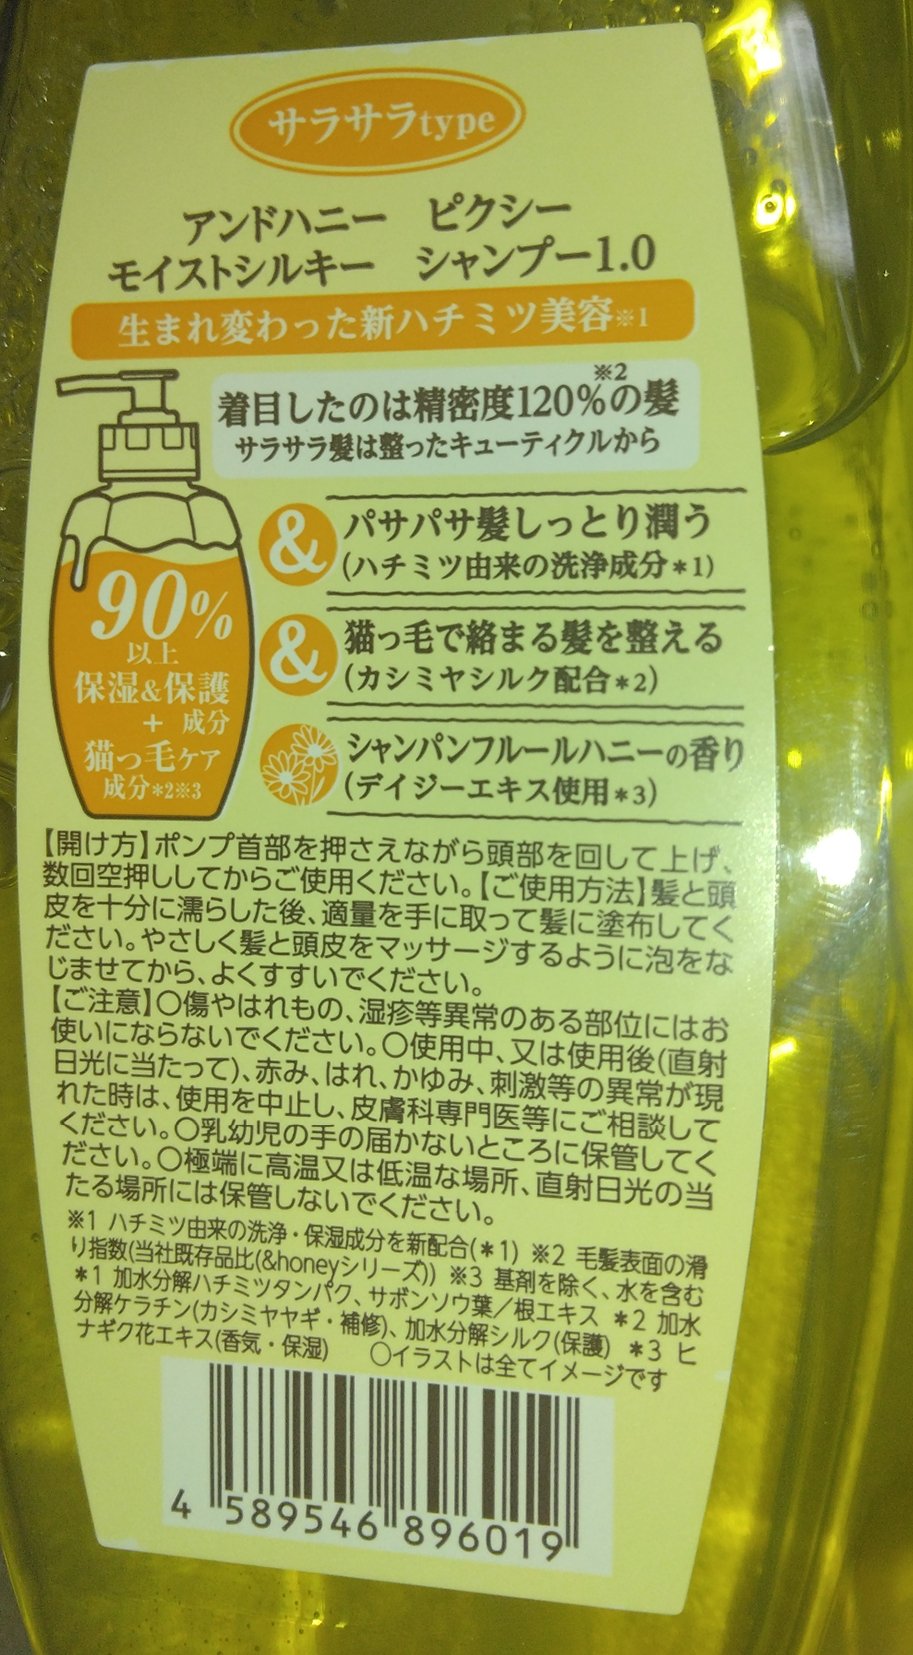 サラサラtype
アンドハニー　ピクシー
モイストシルキー　シャンプー1.0
生まれ変わった新ハチミツ美容※1
着目したのは精密度120%※2の髪
サラサラ髪は整ったキューティクルから
& パサパサ髪しっとり潤う
(ハチミツ由来の洗浄成分*1)
& 猫っ毛で絡まる髪を整える
(カシミヤシルク配合*2)
シャンパンフルールハニーの香り
(デイジーエキス使用*3)
90%
以上
保湿&保護
+ 成分
猫っ毛ケア
成分*2※3
【開け方】ポンプ首部を押さえながら頭部を回して上げ、
数回空押ししてからご使用ください。【ご使用方法】髪と頭
皮を十分に濡らした後、適量を手に取って髪に塗布してく
ださい。やさしく髪と頭皮をマッサージするように泡をな
じませてから、よくすすいでください。
【ご注意】〇傷やはれもの、湿疹等異常のある部位にはお
使いにならないでください。〇使用中、又は使用後(直射
日光に当たって)、赤み、はれ、かゆみ、刺激等の異常が現
れた時は、使用を中止し、皮膚科専門医等にご相談して
ください。〇乳幼児の手の届かないところに保管してく
ださい。〇極端に高温又は低温な場所、直射日光の当
たる場所には保管しないでください。
※1 ハチミツ由来の洗浄・保湿成分を新配合(*1) ※2 毛髪表面の滑
り指数(当社既存品比(&honeyシリーズ)) ※3 基剤を除く、水を含む
*1 加水分解ハチミツタンパク、サボンソウ葉／根エキス *2 加水
分解ケラチン(カシミヤヤギ・補修)、加水分解シルク(保護) *3 ヒ
ナギク花エキス(香気・保湿)　〇イラストは全てイメージです
4 589546 896019